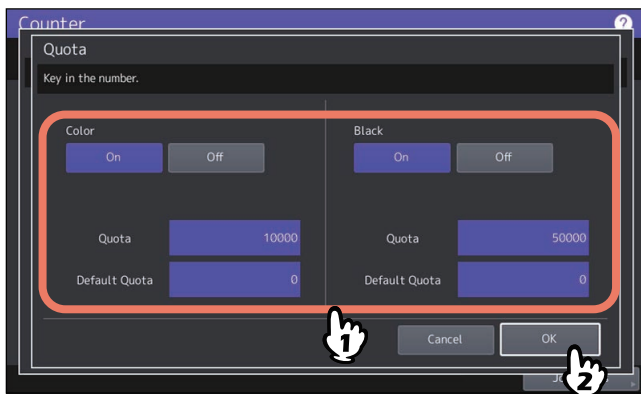 Counter ?
Quota
Key in the number.
Color Black
On Off On Off
Quota 10000 Quota 50000
Default Quota 0 Default Quota 0
1
Cancel OK
2